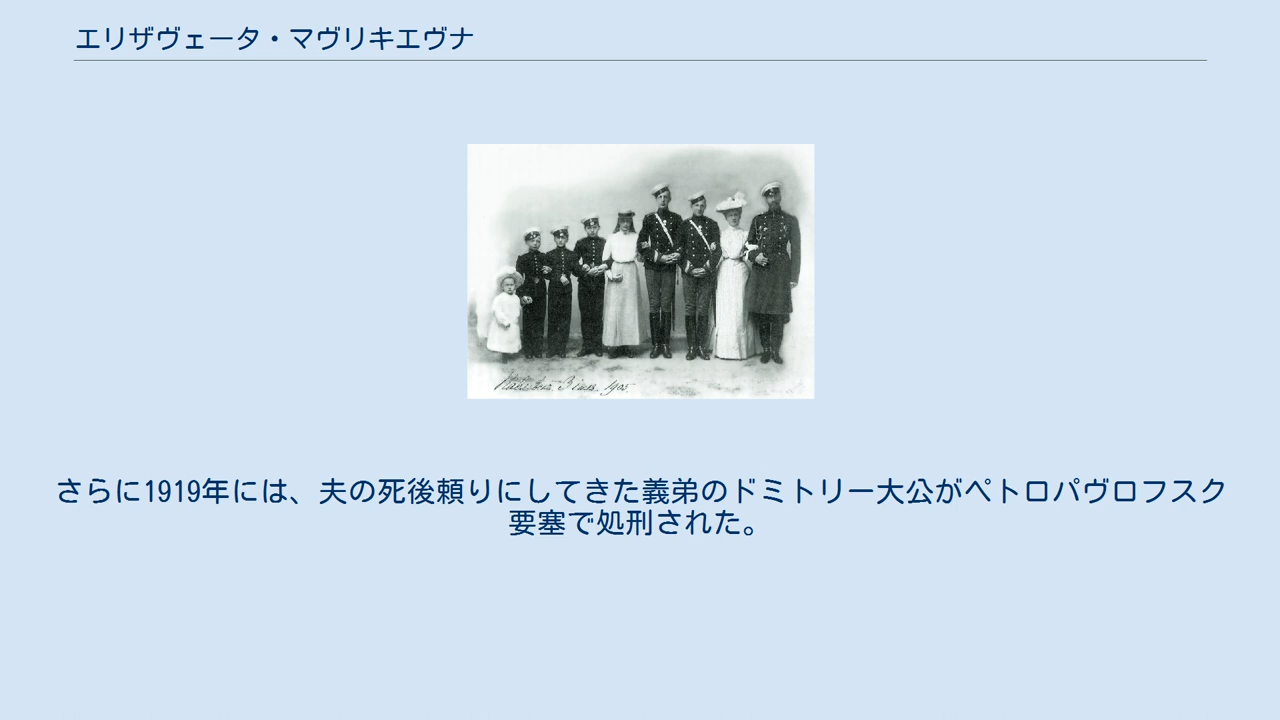 エリザヴェータ・マヴリキエヴナ
1905
さらに1919年には、夫の死後頼りにしてきた義弟のドミトリー大公がペトロパヴロフスク
要塞で処刑された。